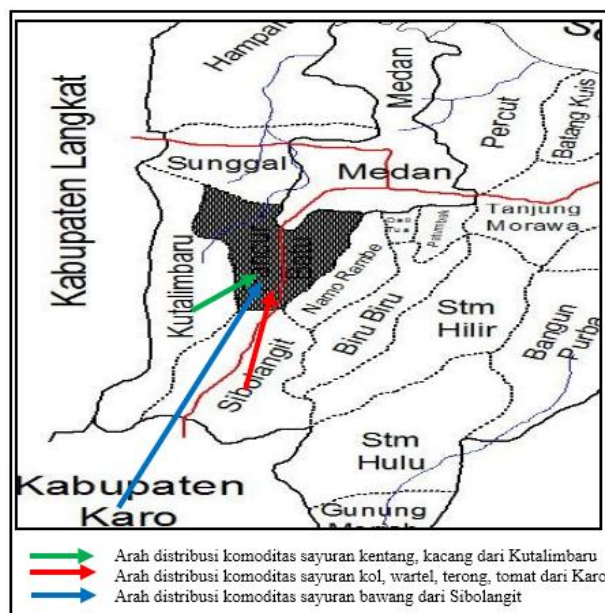 Hampara
Medan
Kabupaten Langkat
Percut
Batang Kuis
Sunggal
Medan
Tanjung
Morawa
Kutalimbaru
Batu
Namo Rambe
Biru Biru
Stm
Hilir
Bangun
Purba
Sibolangit
Stm
Hulu
Kabupaten
Karo
Gunung
Arah distribusi komoditas sayuran kentang, kacang dari Kutalimbaru
Arah distribusi komoditas sayuran kol, wartel, terong, tomat dari Karo
Arah distribusi komoditas sayuran bawang dari Sibolangit